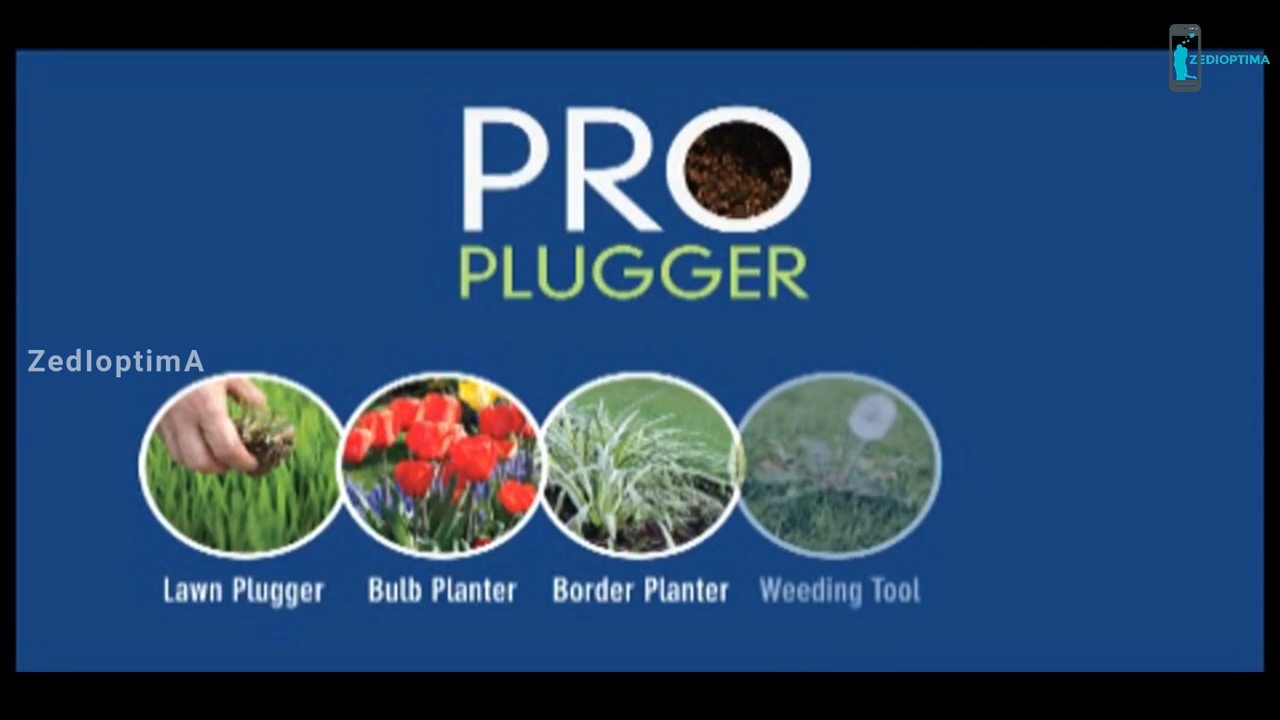 ZEDIOPTIMA
PRO
PLUGGER
ZedIoptimA
Lawn Plugger
Bulb Planter
Border Planter
Weeding Tool